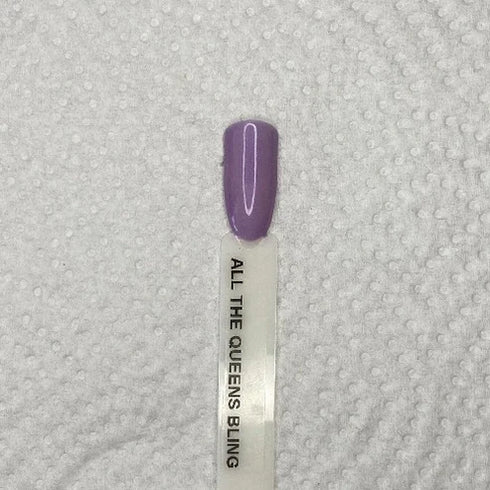 ALL THE QUEENS BLING